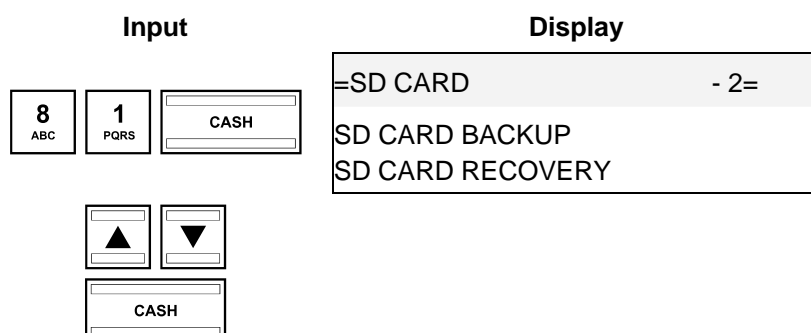 Input
Display
=SD CARD - 2=
8
ABC
1
PQRS
CASH
SD CARD BACKUP
SD CARD RECOVERY
▲
▼
CASH